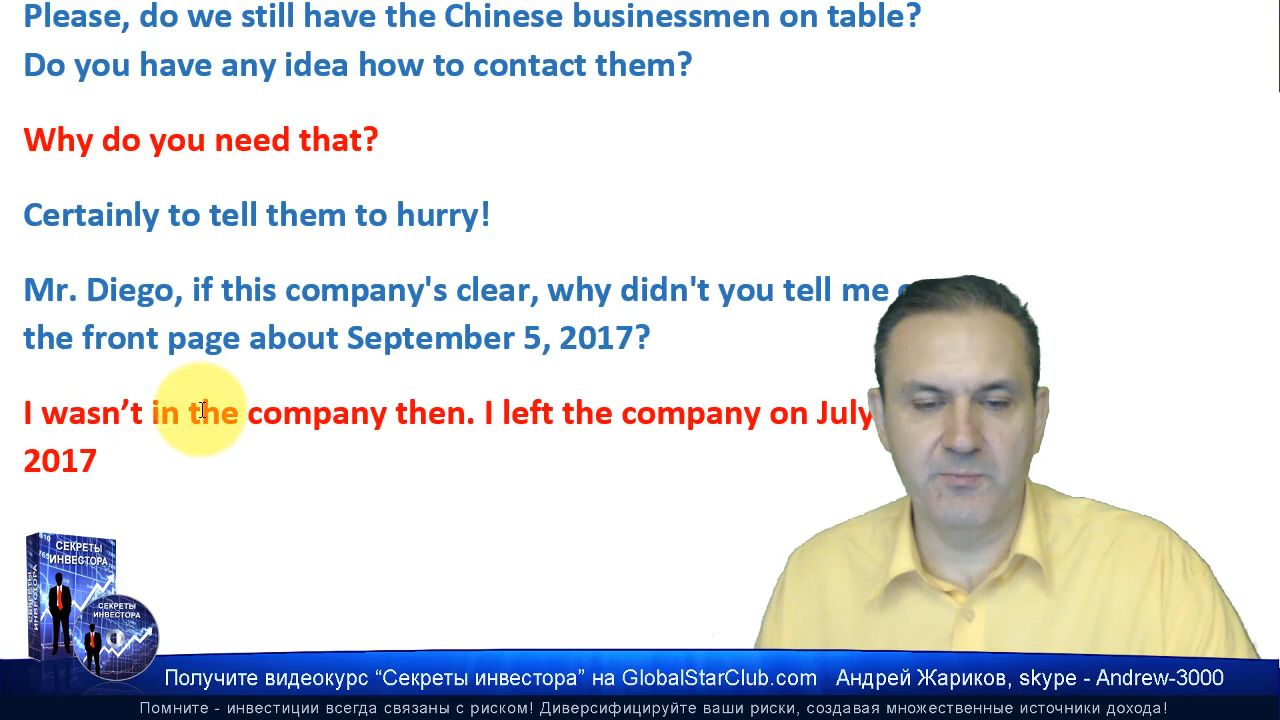 Please, do we still have the Chinese businessmen on table?
Do you have any idea how to contact them?
Why do you need that?
Certainly to tell them to hurry!
Mr. Diego, if this company's clear, why didn't you tell me
the front page about September 5, 2017?
I wasn’t in the company then. I left the company on July
2017
СЕКРЕТЫ
ИНВЕСТОРА
СЕКРЕТЫ
ИНВЕСТОРА
Получите видеокурс “Секреты инвестора” на GlobalStarClub.com Андрей Жариков, skype - Andrew-3000
Помните - инвестиции всегда связаны с риском! Диверсифицируйте ваши риски, создавая множественные источники дохода!